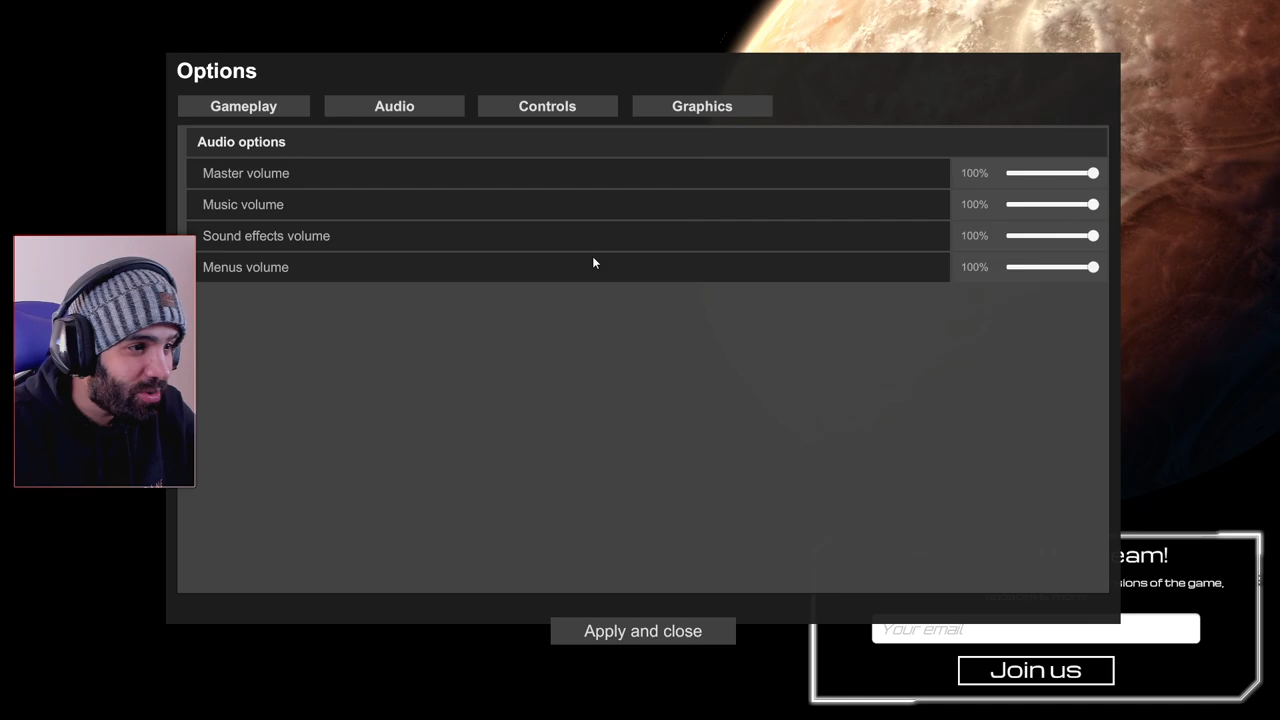 Options
Gameplay Audio Controls Graphics
Audio options
Master volume 100%
Music volume 100%
Sound effects volume 100%
Menus volume 100%
eam!
sions of the game,
Your email
Apply and close
Join us